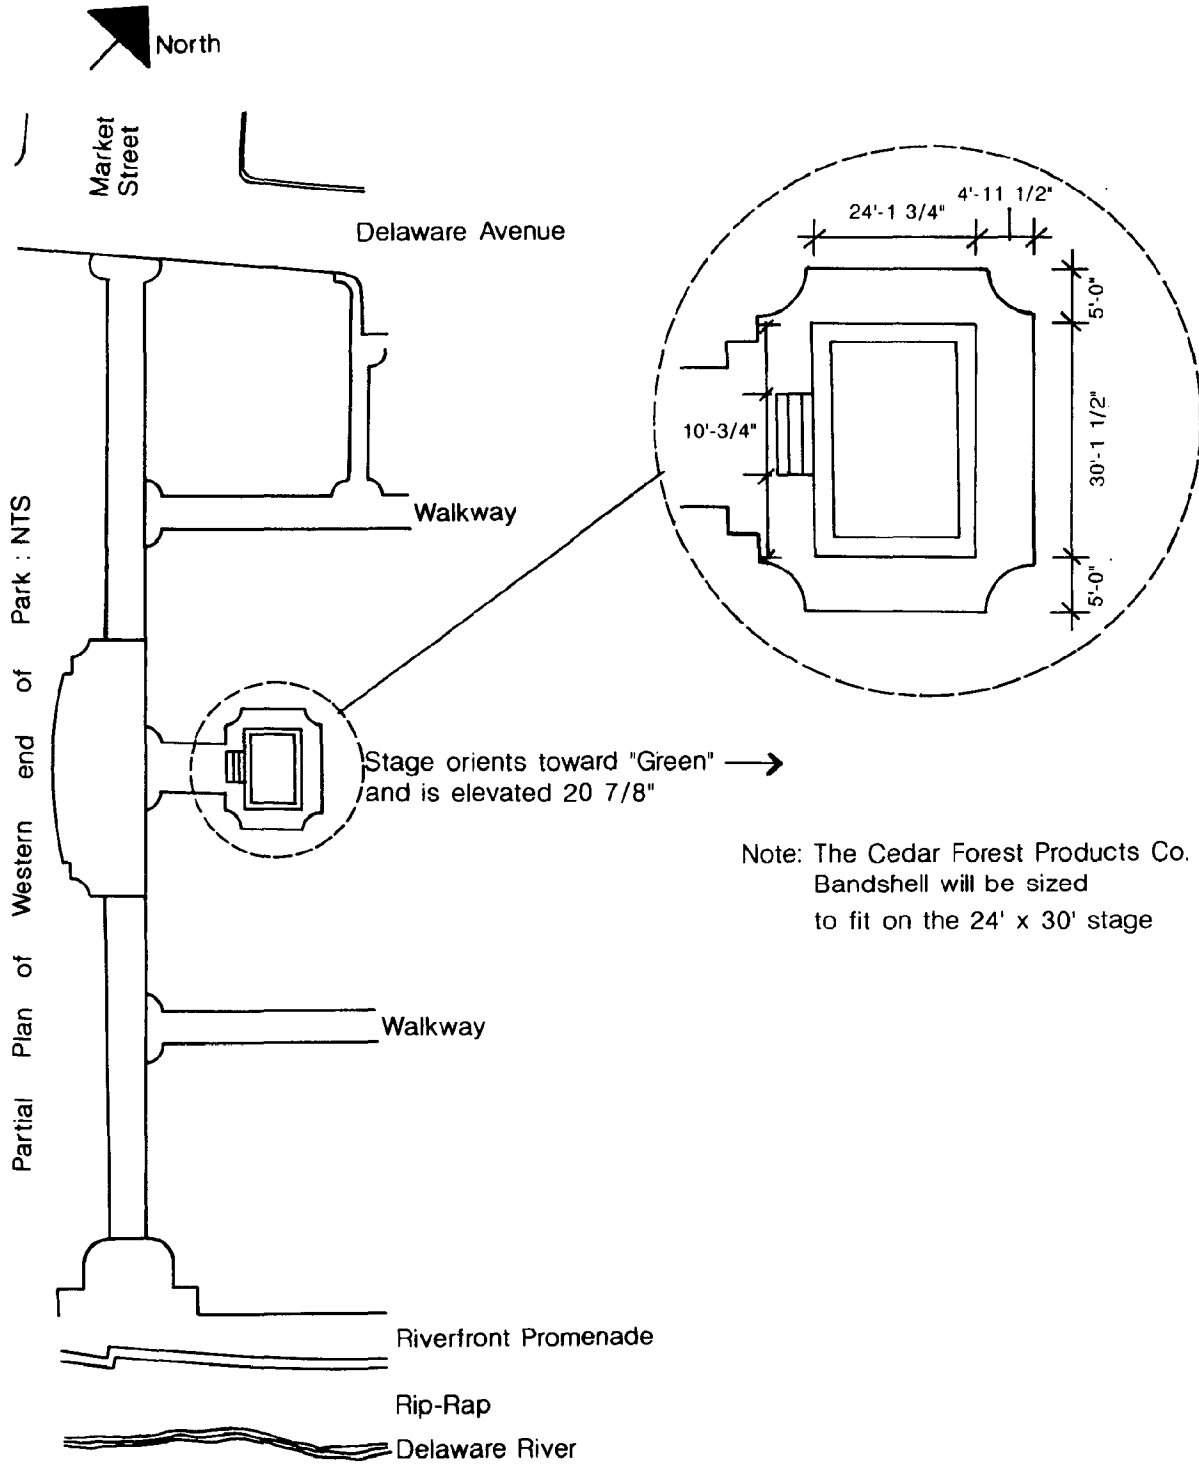 North
Market
Street
Delaware Avenue
4'-11 1/2"
24'-1 3/4"
5'-0"
10'-3/4"
30'-1 1/2"
5'-0"
Walkway
Partial Plan of Western end of Park : NTS
Stage orients toward "Green"
and is elevated 20 7/8"
Note: The Cedar Forest Products Co.
Bandshell will be sized
to fit on the 24' x 30' stage
Walkway
Riverfront Promenade
Rip-Rap
Delaware River